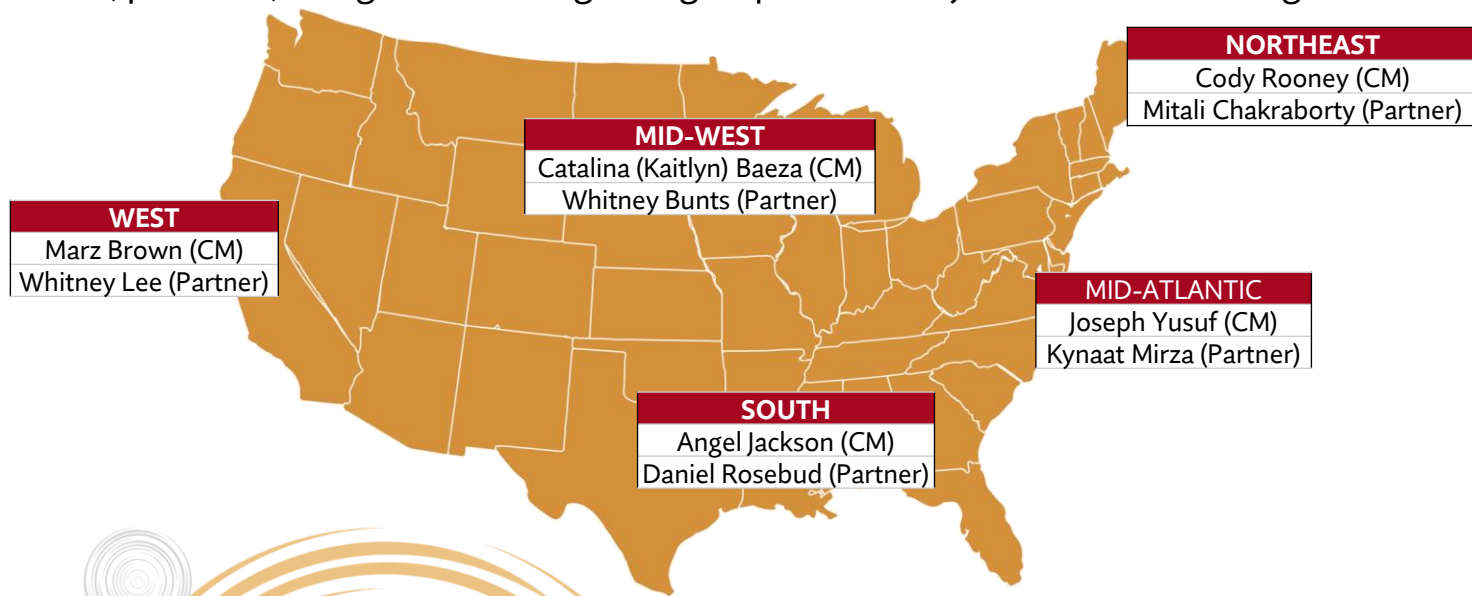 NORTHEAST
Cody Rooney (CM)
Mitali Chakraborty (Partner)
MID-WEST
Catalina (Kaitlyn) Baeza (CM)
Whitney Bunts (Partner)
WEST
Marz Brown (CM)
Whitney Lee (Partner)
MID-ATLANTIC
Joseph Yusuf (CM)
Kynaat Mirza (Partner)
SOUTH
Angel Jackson (CM)
Daniel Rosebud (Partner)